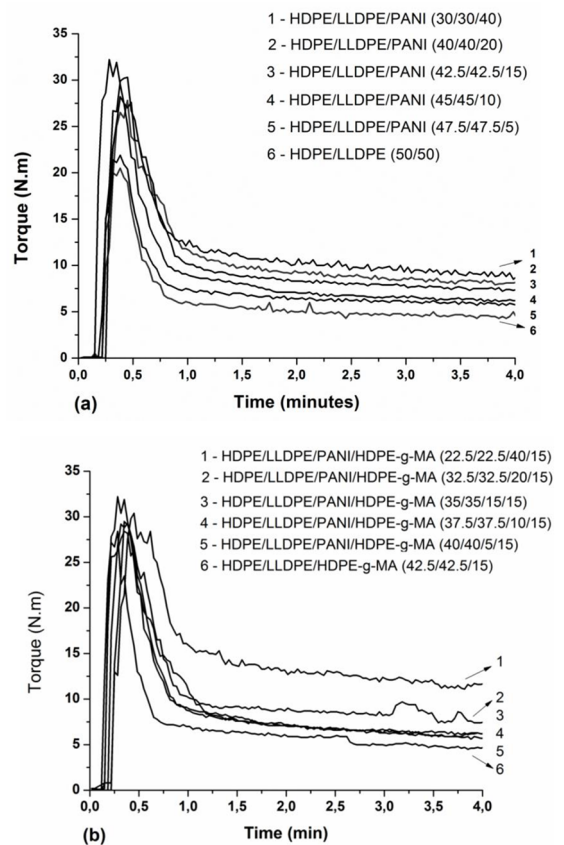 1 - HDPE/LLDPE/PANI (30/30/40)
2 - HDPE/LLDPE/PANI (40/40/20)
3 - HDPE/LLDPE/PANI (42.5/42.5/15)
4 - HDPE/LLDPE/PANI (45/45/10)
5 - HDPE/LLDPE/PANI (47.5/47.5/5)
6 - HDPE/LLDPE (50/50)
Torque (N.m)
35
30
25
20
15
10
5
0
1
2
3
4
5
6
0,0 0,5 1,0 1,5 2,0 2,5 3,0 3,5 4,0
(a) Time (minutes)
1 - HDPE/LLDPE/PANI/HDPE-g-MA (22.5/22.5/40/15)
2 - HDPE/LLDPE/PANI/HDPE-g-MA (32.5/32.5/20/15)
3 - HDPE/LLDPE/PANI/HDPE-g-MA (35/35/15/15)
4 - HDPE/LLDPE/PANI/HDPE-g-MA (37.5/37.5/10/15)
5 - HDPE/LLDPE/PANI/HDPE-g-MA (40/40/5/15)
6 - HDPE/LLDPE/HDPE-g-MA (42.5/42.5/15)
Torque (N.m)
35
30
25
20
15
10
5
0
1
2
3
4
5
6
0,0 0,5 1,0 1,5 2,0 2,5 3,0 3,5 4,0
(b) Time (min)